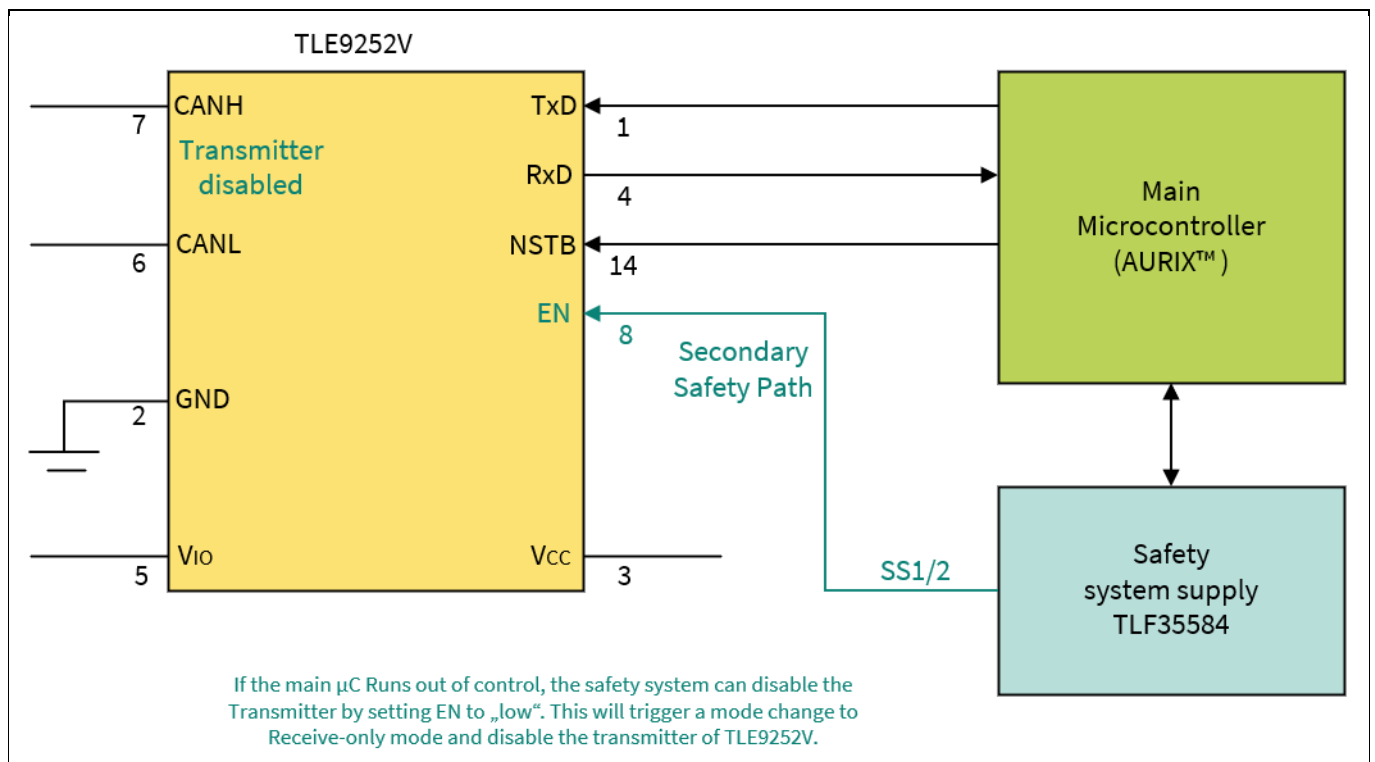 TLE9252V
CANH
7
Transmitter
disabled
CANL
6
GND
2
VIO
5
TxD
1
RxD
4
NSTB
14
EN
8
VCC
3
Secondary
Safety Path
SS1/2
Main
Microcontroller
(AURIX™ )
Safety
system supply
TLF35584
If the main µC Runs out of control, the safety system can disable the
Transmitter by setting EN to „low“. This will trigger a mode change to
Receive-only mode and disable the transmitter of TLE9252V.